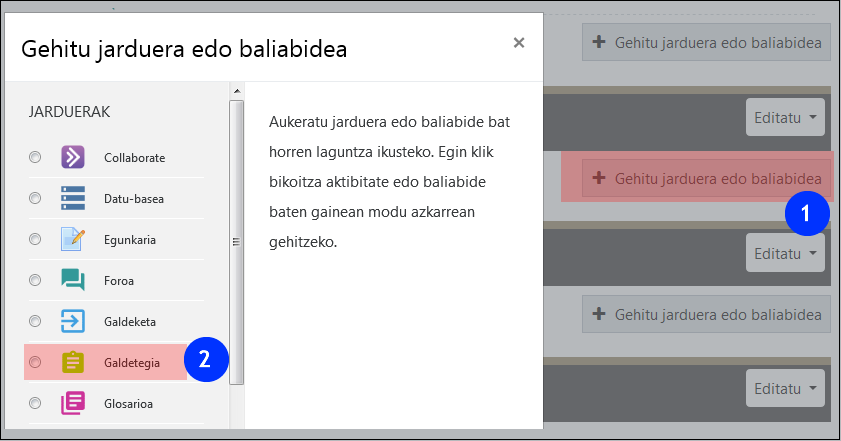 Gehitu jarduera edo baliabidea ×
JARDUERAK
Collaborate
Datu-basea
Egunkaria
Foroa
Galdeketa
Galdetegia
2
Glosarioa
Aukeratu jarduera edo baliabide bat
horren laguntza ikusteko. Egin klik
bikoitza aktibitate edo baliabide
baten gainean modu azkarrean
gehitzeko.
+ Gehitu jarduera edo baliabidea
Editatu
+ Gehitu jarduera edo baliabidea
1
Editatu
+ Gehitu jarduera edo baliabidea
Editatu